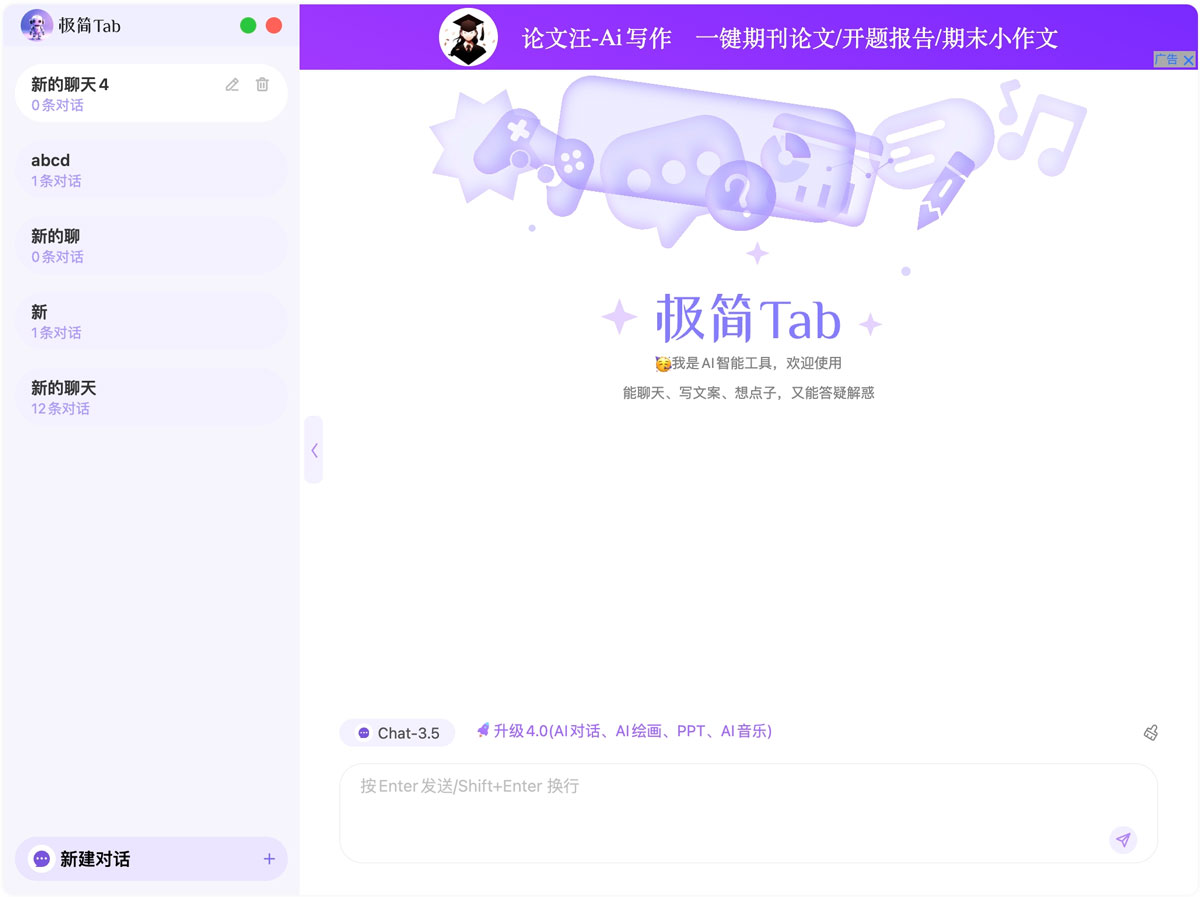 极简Tab
新的聊天4
0条对话
abcd
1条对话
新的聊
0条对话
新
1条对话
新的聊天
12条对话
新建对话
论文汪-Ai写作 一键期刊论文/开题报告/期末小作文
广告
极简Tab
我是AI智能工具，欢迎使用
能聊天、写文案、想点子，又能答疑解惑
Chat-3.5
升级4.0(AI对话、AI绘画、PPT、AI音乐)
按Enter发送/Shift+Enter 换行